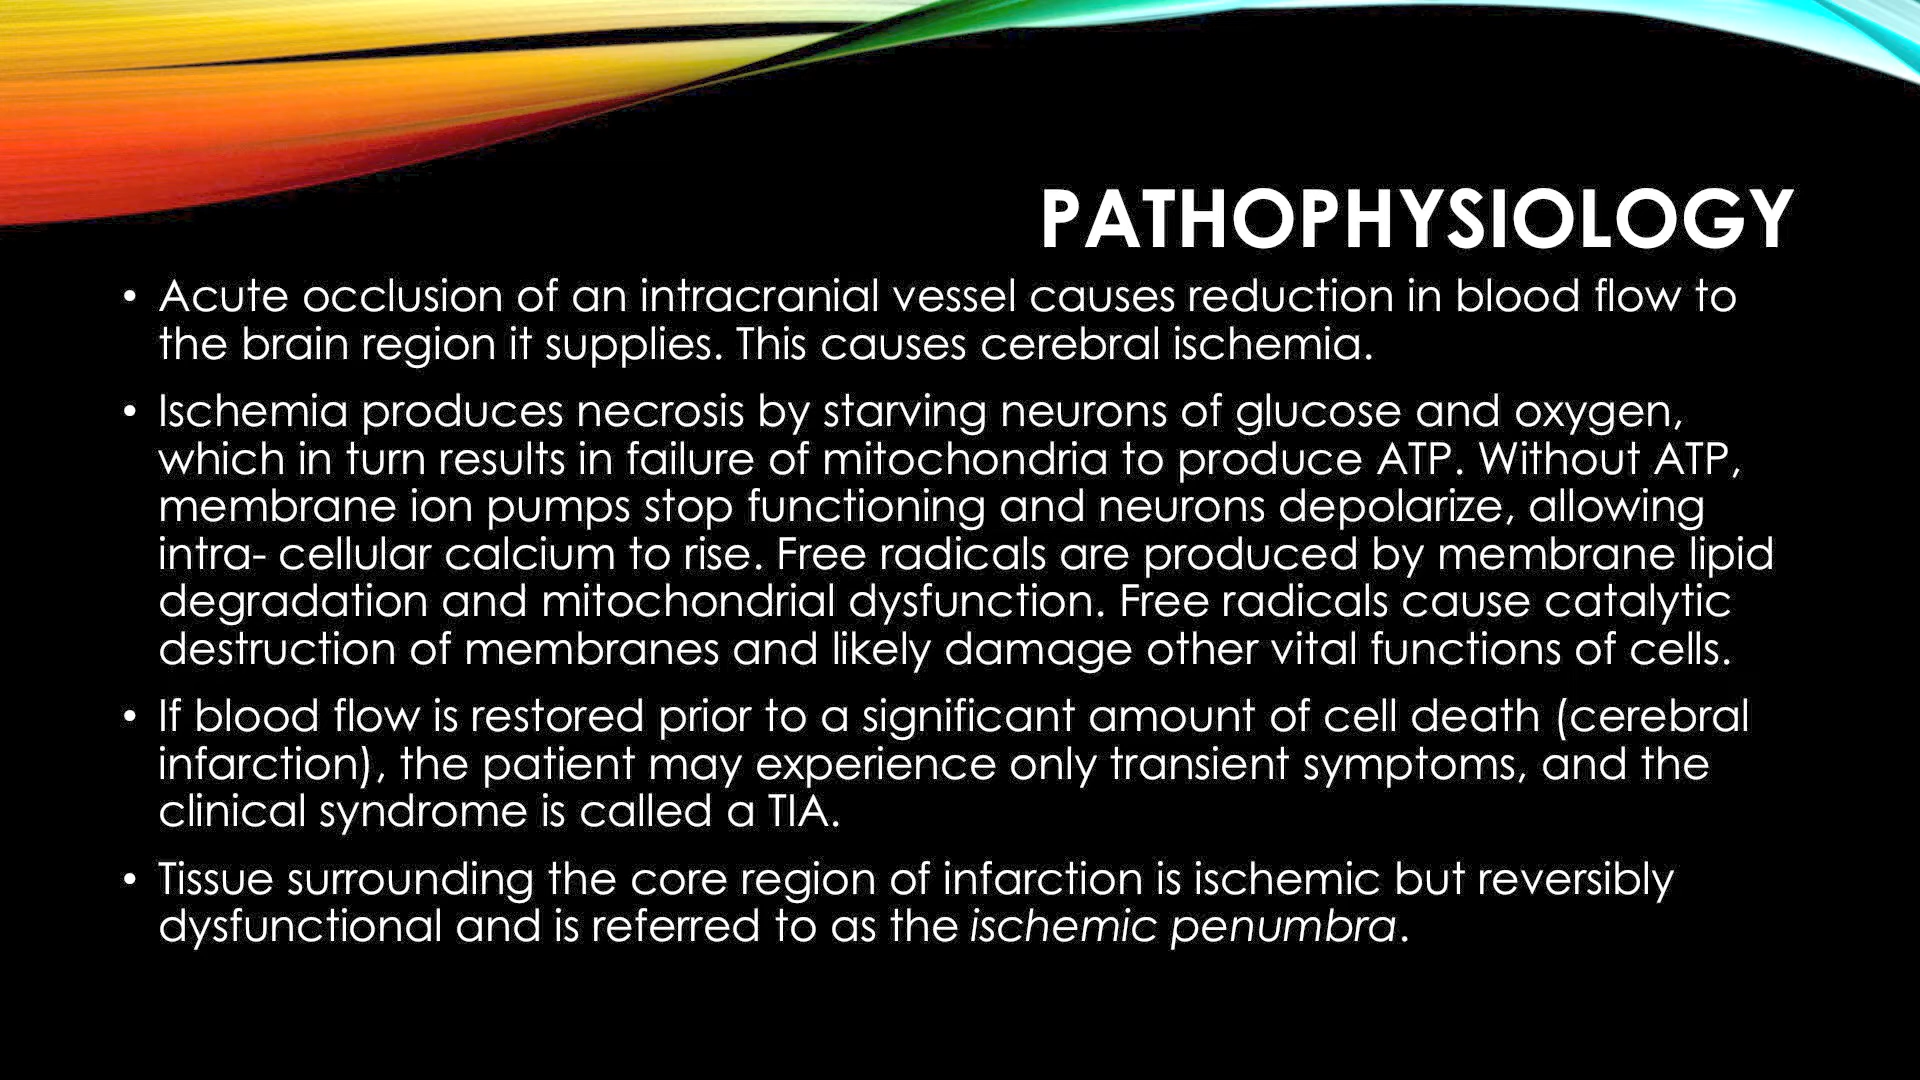 PATHOPHYSIOLOGY
• Acute occlusion of an intracranial vessel causes reduction in blood flow to
the brain region it supplies. This causes cerebral ischemia.
• Ischemia produces necrosis by starving neurons of glucose and oxygen,
which in turn results in failure of mitochondria to produce ATP. Without ATP,
membrane ion pumps stop functioning and neurons depolarize, allowing
intra- cellular calcium to rise. Free radicals are produced by membrane lipid
degradation and mitochondrial dysfunction. Free radicals cause catalytic
destruction of membranes and likely damage other vital functions of cells.
• If blood flow is restored prior to a significant amount of cell death (cerebral
infarction), the patient may experience only transient symptoms, and the
clinical syndrome is called a TIA.
• Tissue surrounding the core region of infarction is ischemic but reversibly
dysfunctional and is referred to as the ischemic penumbra.